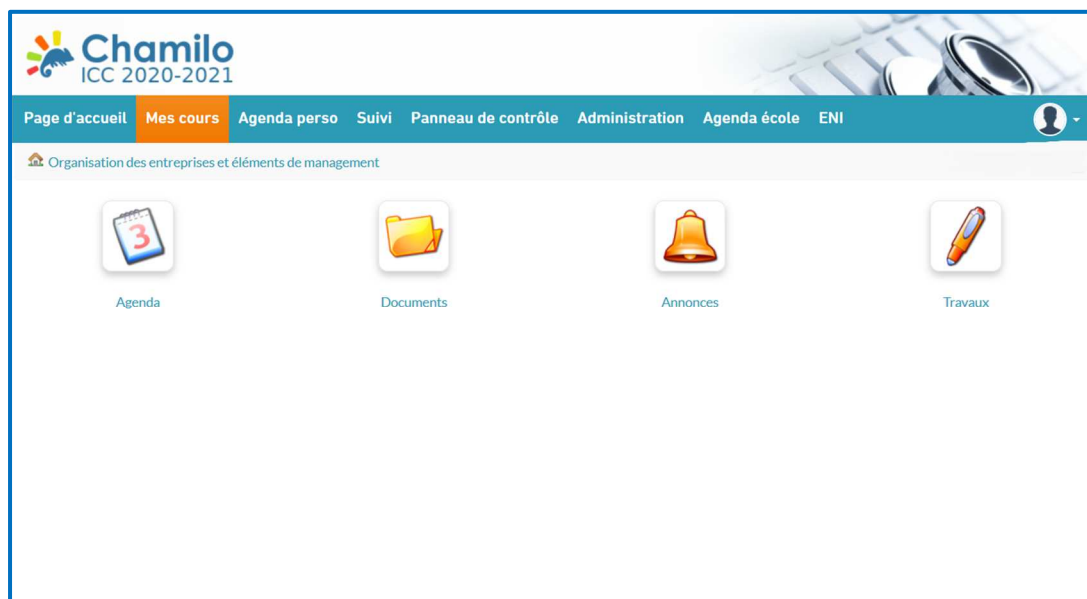 Chamilo
ICC 2020-2021
Page d'accueil Mes cours Agenda perso Suivi Panneau de contrôle Administration Agenda école ENI
Organisation des entreprises et éléments de management
3
Agenda Documents Annonces Travaux